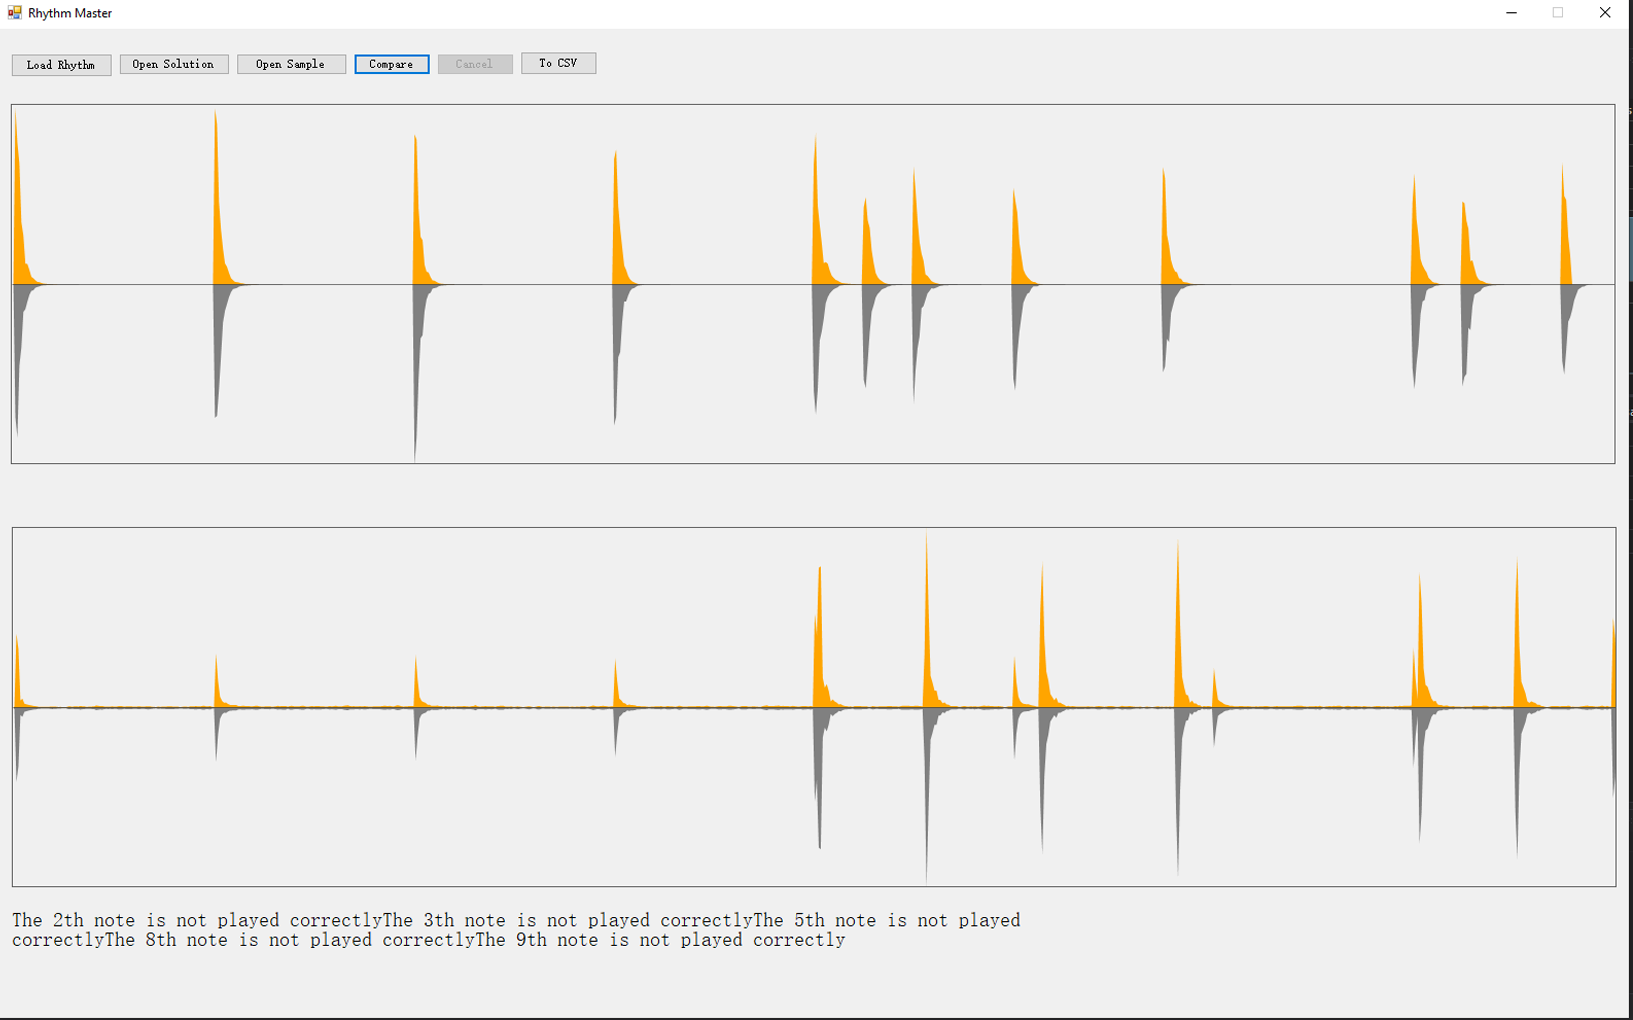 Rhythm Master
Load Rhythm Open Solution Open Sample Compare Cancel To CSV
The 2th note is not played correctlyThe 3th note is not played correctlyThe 5th note is not played
correctlyThe 8th note is not played correctlyThe 9th note is not played correctly